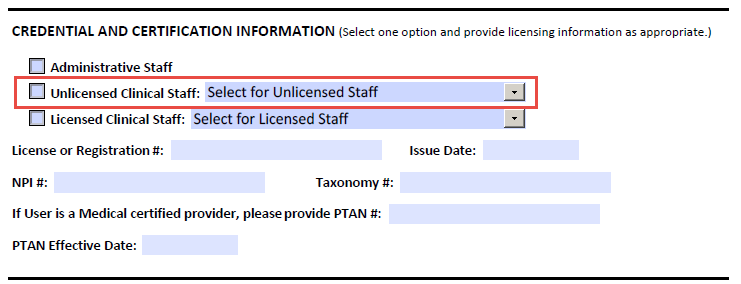 CREDENTIAL AND CERTIFICATION INFORMATION (Select one option and provide licensing information as appropriate.)
Administrative Staff
Unlicensed Clinical Staff: Select for Unlicensed Staff
Licensed Clinical Staff: Select for Licensed Staff
License or Registration #: Issue Date:
NPI #: Taxonomy #:
If User is a Medical certified provider, please provide PTAN #:
PTAN Effective Date: